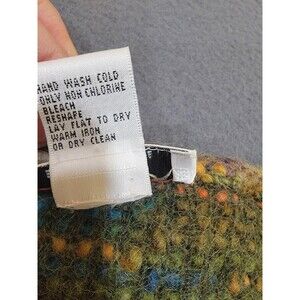 HAND WASH COLD
ONLY NON CHLORINE
BLEACH
RESHAPE
LAY FLAT TO DRY
WARM IRON
OR DRY CLEAN